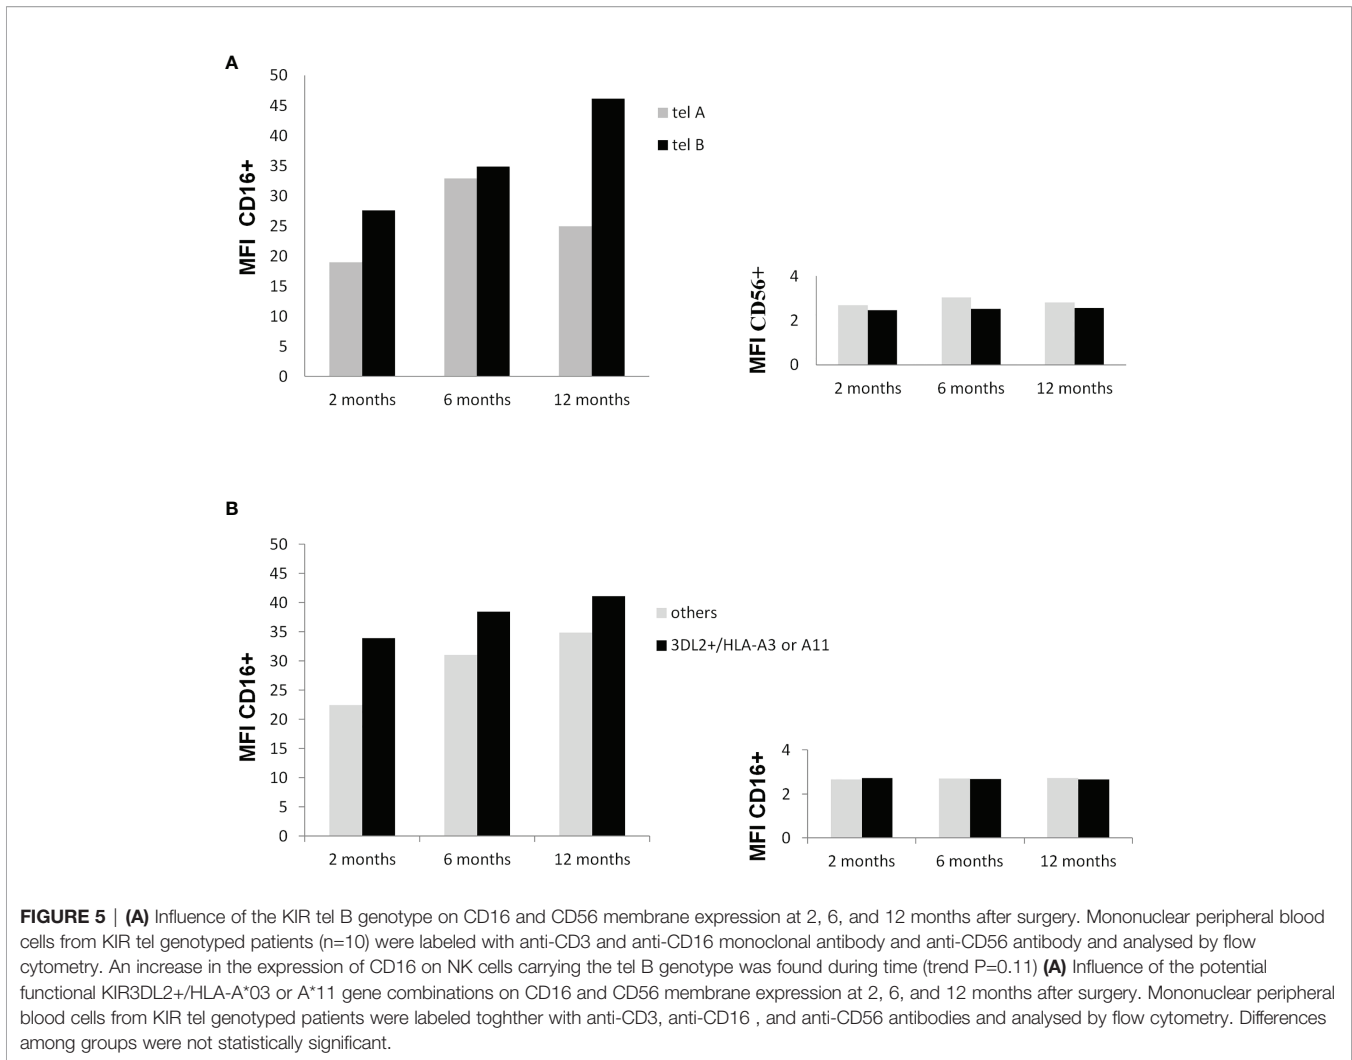 A
50
45
40
35
30
25
20
15
10
5
0
MFI CD16+
2 months 6 months 12 months
tel A
tel B
4
2
0
MFI CD56+
2 months 6 months 12 months
B
50
45
40
35
30
25
20
15
10
5
0
MFI CD16+
2 months 6 months 12 months
others
3DL2+/HLA-A3 or A11
4
2
0
MFI CD16+
2 months 6 months 12 months
FIGURE 5 | (A) Influence of the KIR tel B genotype on CD16 and CD56 membrane expression at 2, 6, and 12 months after surgery. Mononuclear peripheral blood
cells from KIR tel genotyped patients (n=10) were labeled with anti-CD3 and anti-CD16 monoclonal antibody and anti-CD56 antibody and analysed by flow
cytometry. An increase in the expression of CD16 on NK cells carrying the tel B genotype was found during time (trend P=0.11) (A) Influence of the potential
functional KIR3DL2+/HLA-A*03 or A*11 gene combinations on CD16 and CD56 membrane expression at 2, 6, and 12 months after surgery. Mononuclear peripheral
blood cells from KIR tel genotyped patients were labeled toghther with anti-CD3, anti-CD16 , and anti-CD56 antibodies and analysed by flow cytometry. Differences
among groups were not statistically significant.